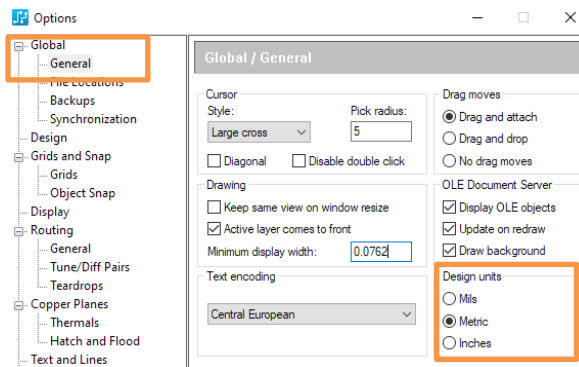 Options
Global
General
File Locations
Backups
Synchronization
Design
Grids and Snap
Grids
Object Snap
Display
Routing
General
Tune/Diff Pairs
Teardrops
Copper Planes
Thermals
Hatch and Flood
Text and Lines
Global / General
Cursor
Style:
Pick radius:
Large cross
5
Diagonal
Disable double click
Drawing
Keep same view on window resize
Active layer comes to front
Minimum display width:
0.0762
Text encoding
Central European
Drag moves
Drag and attach
Drag and drop
No drag moves
OLE Document Server
Display OLE objects
Update on redraw
Draw background
Design units
Mils
Metric
Inches